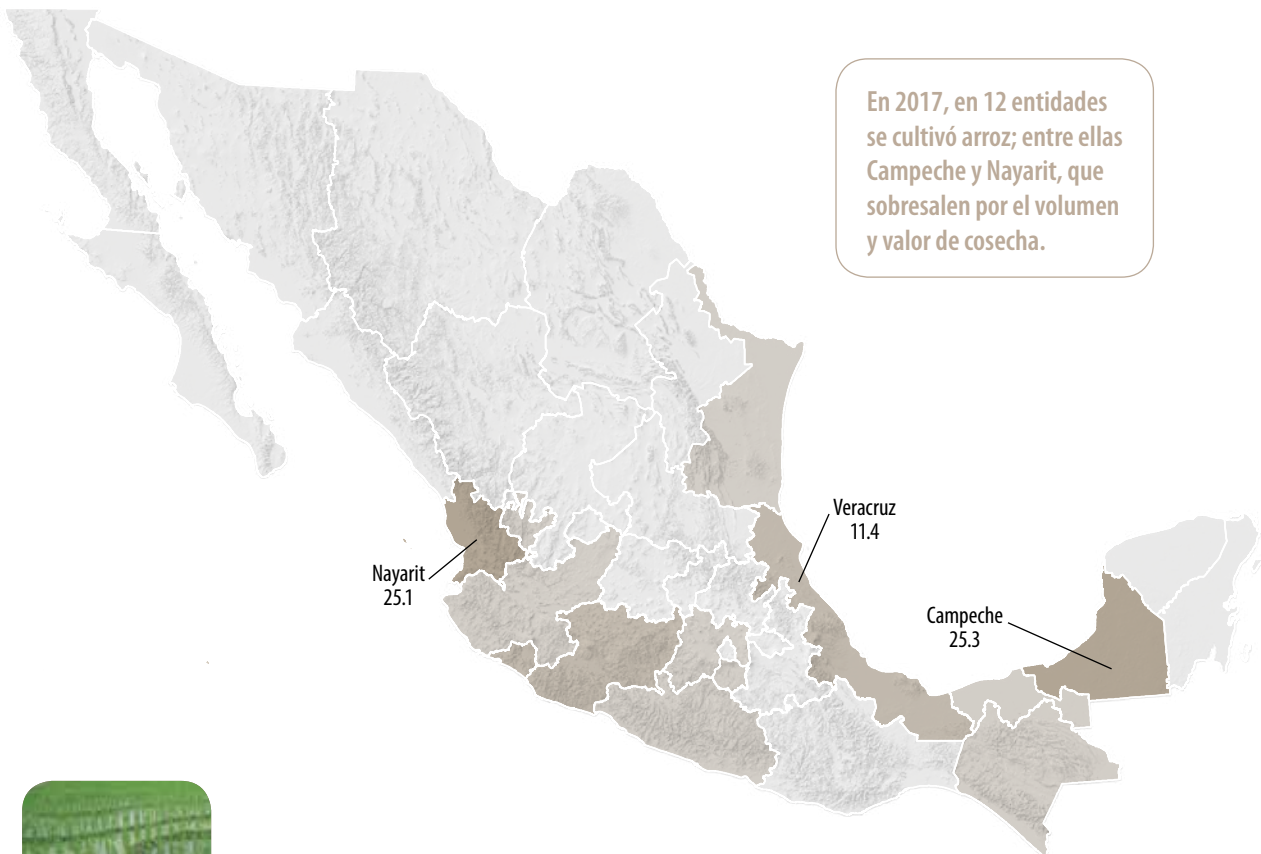 En 2017, en 12 entidades
se cultivó arroz; entre ellas
Campeche y Nayarit, que
sobresalen por el volumen
y valor de cosecha.
Veracruz
11.4
Nayarit
25.1
Campeche
25.3